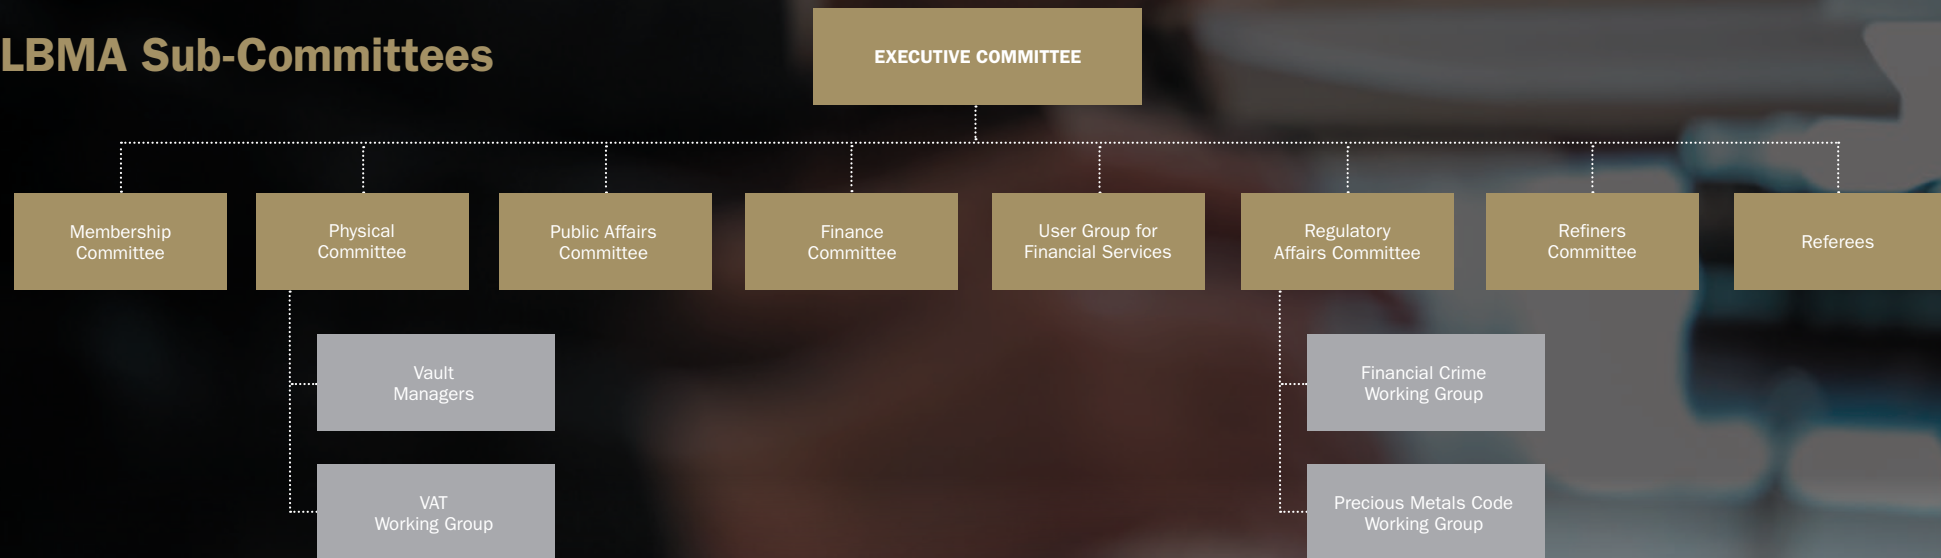 LBMA Sub-Committees
EXECUTIVE COMMITTEE
Membership
Committee
Physical
Committee
Public Affairs
Committee
Finance
Committee
User Group for
Financial Services
Regulatory
Affairs Committee
Refiners
Committee
Referees
Vault
Managers
VAT
Working Group
Financial Crime
Working Group
Precious Metals Code
Working Group